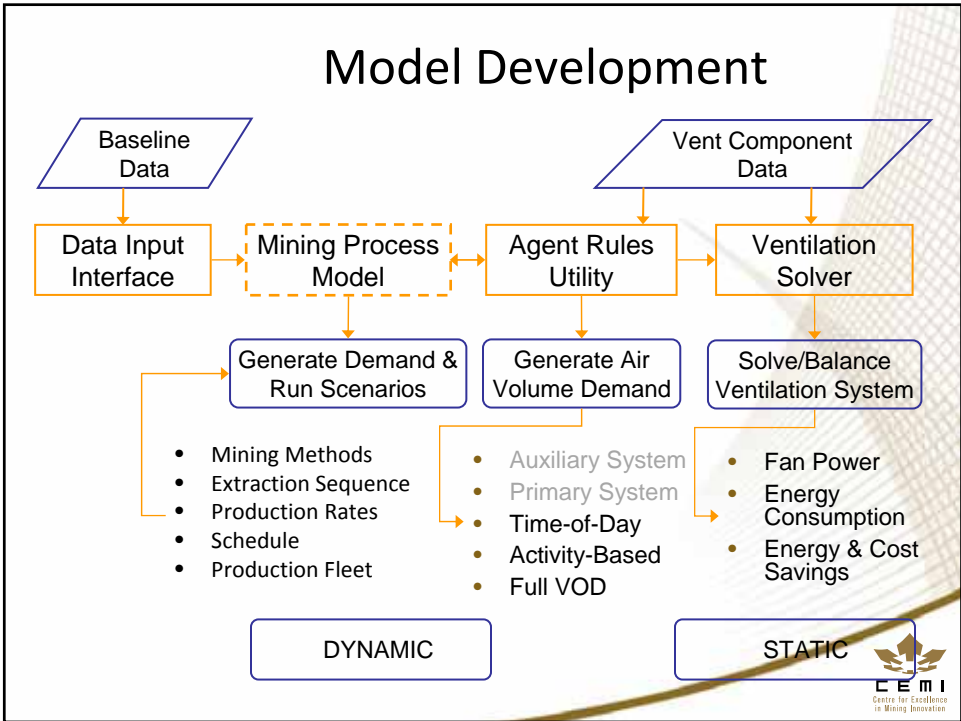 Model Development
Baseline
Data
Vent Component
Data
Data Input
Interface
Mining Process
Model
Agent Rules
Utility
Ventilation
Solver
Generate Demand &
Run Scenarios
Generate Air
Volume Demand
Solve/Balance
Ventilation System
• Mining Methods
• Extraction Sequence
• Production Rates
• Schedule
• Production Fleet
• Auxiliary System
• Primary System
• Time-of-Day
• Activity-Based
• Full VOD
• Fan Power
• Energy
Consumption
• Energy & Cost
Savings
DYNAMIC
STATIC
CEMI
Centre for Excellence
in Mining Innovation